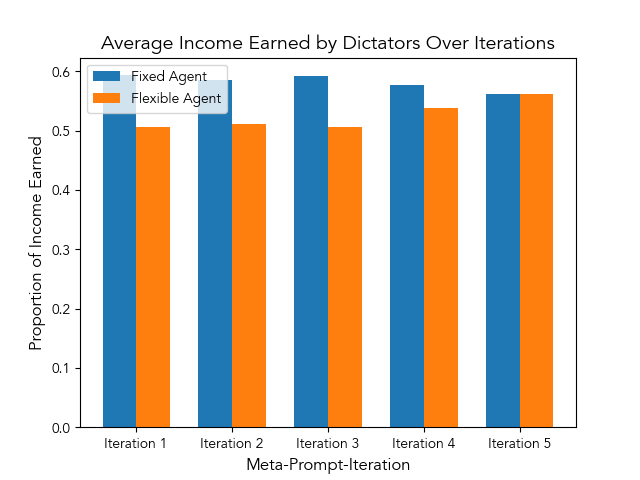 Average Income Earned by Dictators Over Iterations
Fixed Agent
Flexible Agent
Proportion of Income Earned
0.6
0.5
0.4
0.3
0.2
0.1
0.0
Iteration 1 Iteration 2 Iteration 3 Iteration 4 Iteration 5
Meta-Prompt-Iteration